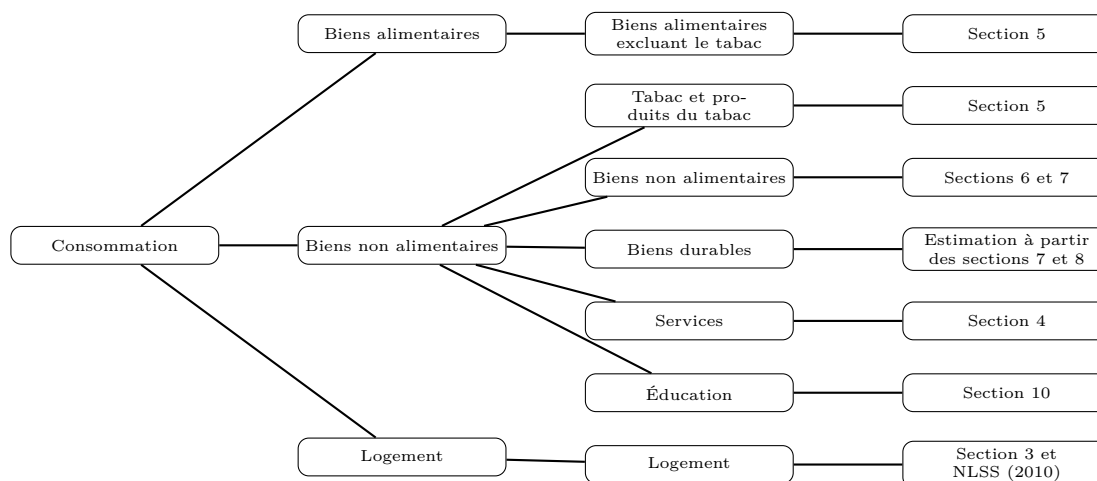 Biens alimentaires
Biens alimentaires
excluant le tabac
Section 5
Tabac et pro-
duits du tabac
Section 5
Biens non alimentaires
Sections 6 et 7
Consommation
Biens non alimentaires
Biens durables
Estimation à partir
des sections 7 et 8
Services
Section 4
Éducation
Section 10
Logement
Logement
Section 3 et
NLSS (2010)